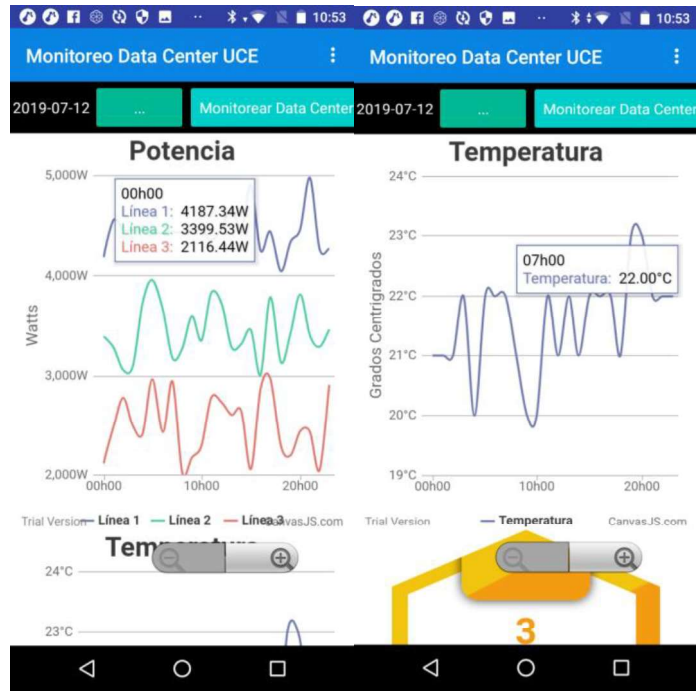 10:53
Monitoreo Data Center UCE
2019-07-12
...
Monitorear Data Center
Potencia
5,000W
4,000W
3,000W
2,000W
Watts
00h00
Línea 1: 4187.34W
Línea 2: 3399.53W
Línea 3: 2116.44W
00h00
10h00
20h00
Trial Version
Línea 1
Línea 2
Línea 3
CanvasJS.com
Temperatura
24°C
23°C
10:53
Monitoreo Data Center UCE
2019-07-12
...
Monitorear Data Center
Temperatura
24°C
23°C
22°C
21°C
20°C
19°C
Grados Centrigrados
07h00
Temperatura: 22.00°C
00h00
10h00
20h00
Trial Version
Temperatura
CanvasJS.com
3